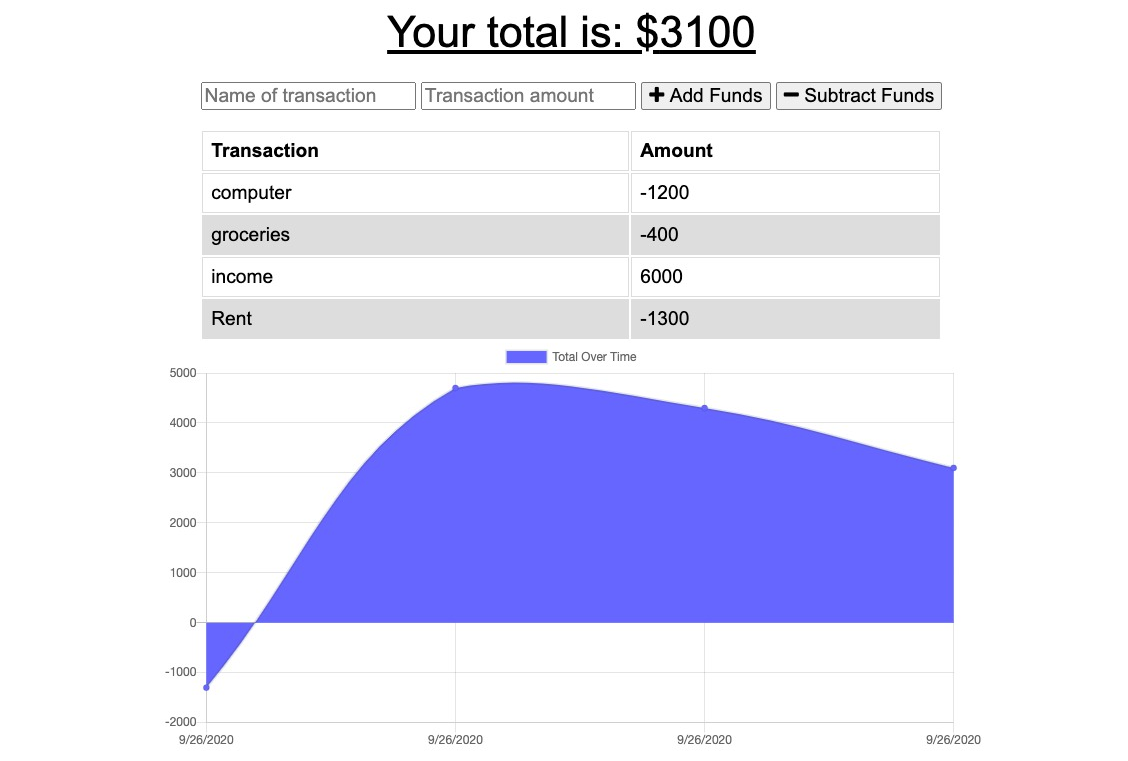 Your total is: $3100
Name of transaction Transaction amount + Add Funds − Subtract Funds
Transaction Amount
computer -1200
groceries -400
income 6000
Rent -1300
Total Over Time
5000
4000
3000
2000
1000
0
-1000
-2000
9/26/2020 9/26/2020 9/26/2020 9/26/2020